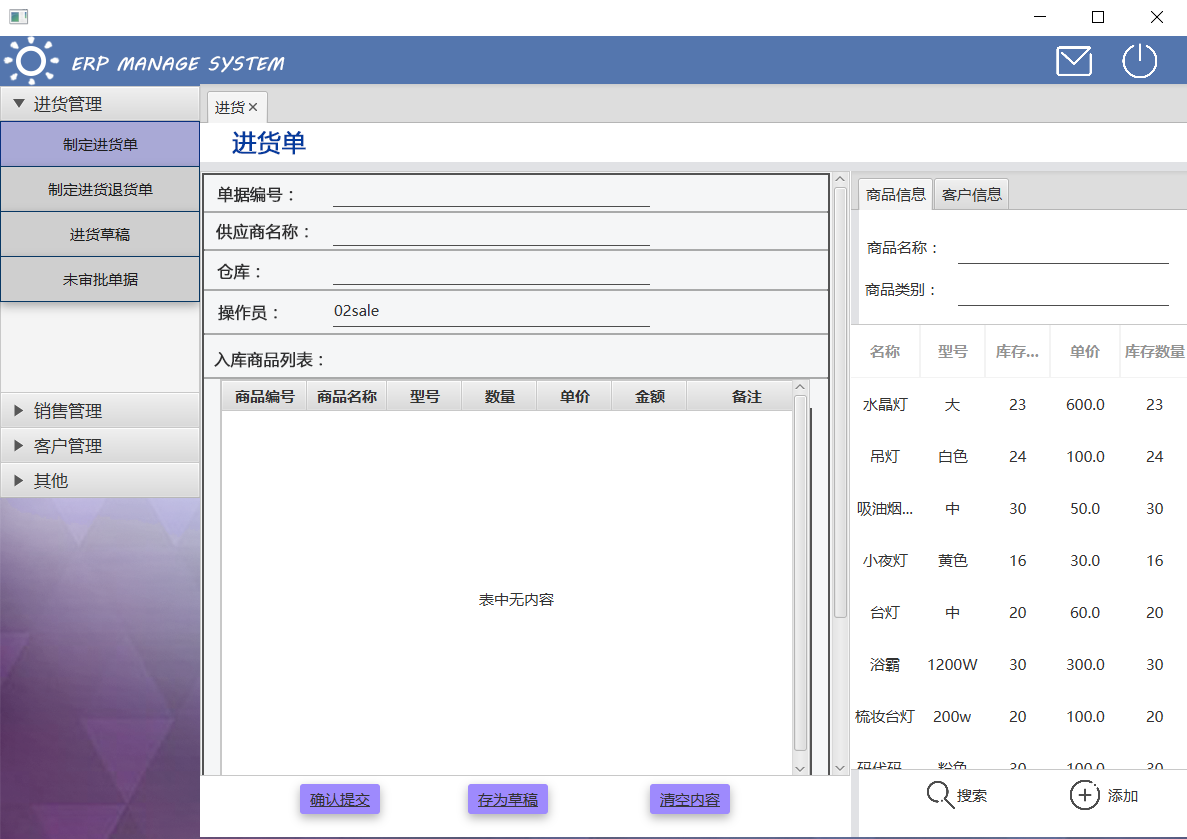 ERP MANAGE SYSTEM
进货管理
制定进货单
制定进货退货单
进货草稿
未审批单据
销售管理
客户管理
其他
进货
进货单
单据编号：
供应商名称：
仓库：
操作员： 02sale
入库商品列表：
商品编号 商品名称 型号 数量 单价 金额 备注
表中无内容
确认提交 存为草稿 清空内容
商品信息 客户信息
商品名称：
商品类别：
名称 型号 库存... 单价 库存数量
水晶灯 大 23 600.0 23
吊灯 白色 24 100.0 24
吸油烟... 中 30 50.0 30
小夜灯 黄色 16 30.0 16
台灯 中 20 60.0 20
浴霸 1200W 30 300.0 30
梳妆台灯 200w 20 100.0 20
码代码 粉色 30 100.0 30
搜索 添加